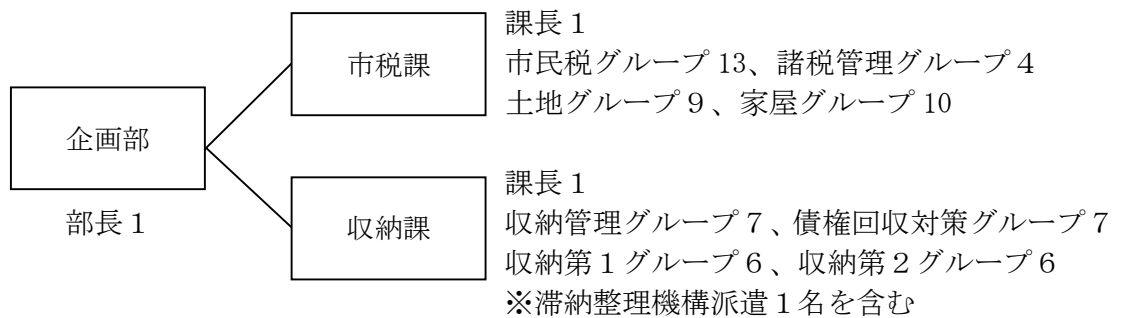 企画部
部長１
市税課
課長１
市民税グループ 13、諸税管理グループ４
土地グループ９、家屋グループ 10
収納課
課長１
収納管理グループ７、債権回収対策グループ７
収納第１グループ６、収納第２グループ６
※滞納整理機構派遣１名を含む